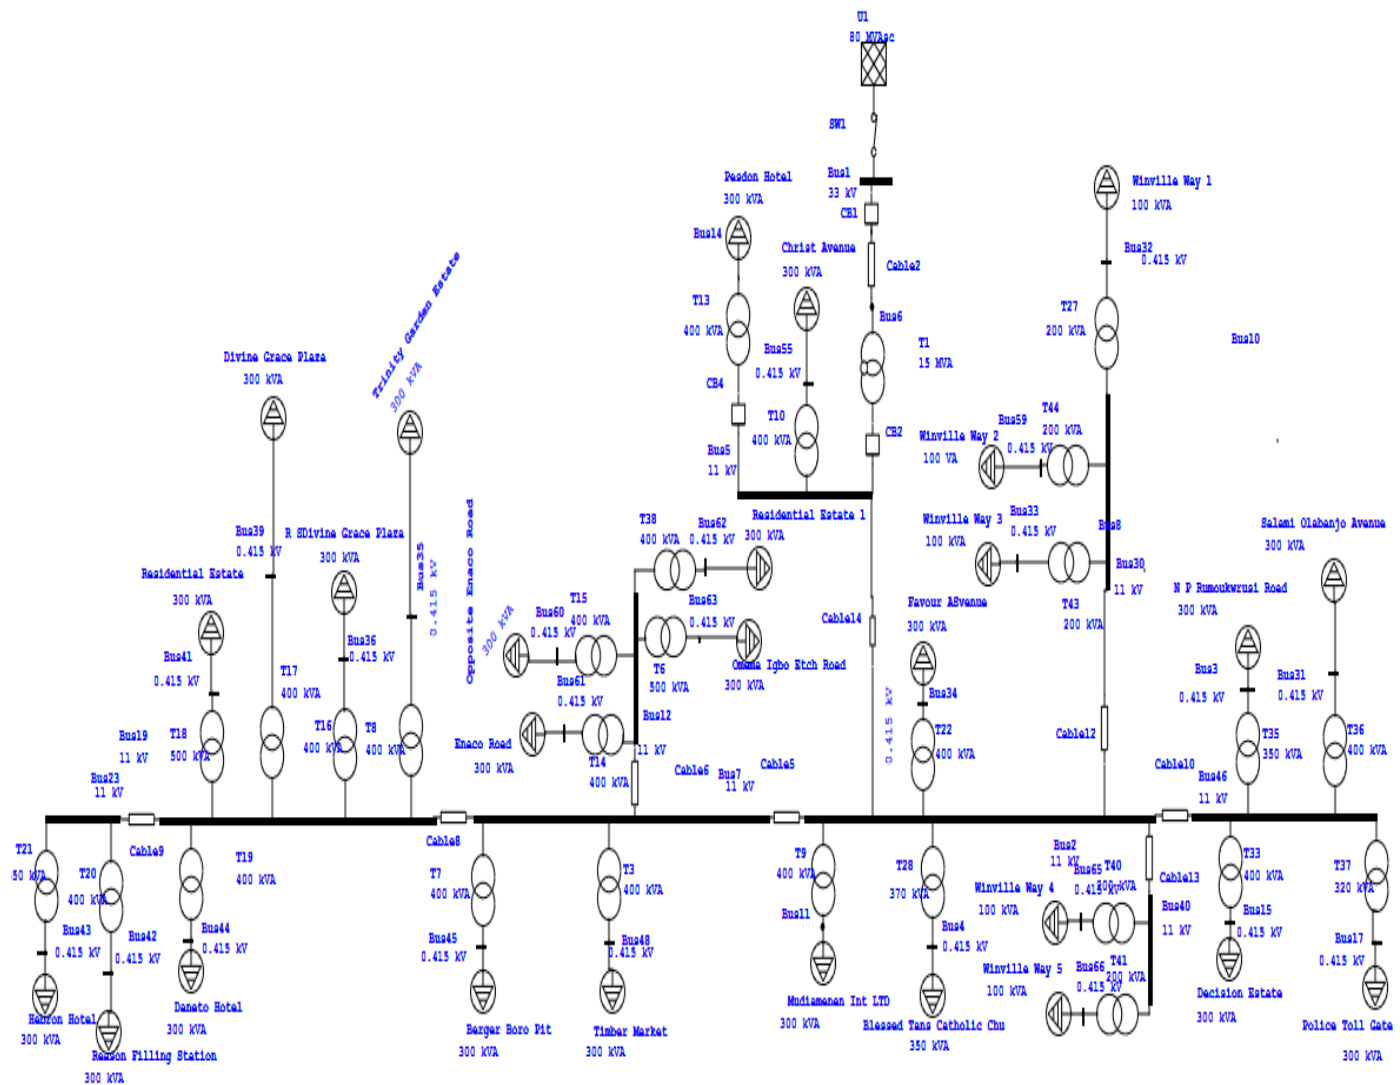 U1
80 MVAsc
SW1
Bus1
33 kV
CB1
Cable2
Bus6
T1
15 MVA
CB2
Pesdon Hotel
300 kVA
Bus14
T13
400 kVA
CB4
Bus5
11 kV
Christ Avenue
300 kVA
Bus55
0.415 kV
T10
400 kVA
Winville Way 1
100 kVA
Bus32
0.415 kV
T27
200 kVA
Bus10
Bus59
0.415 kV
T44
200 kVA
Winville Way 2
100 VA
Winville Way 3
100 kVA
Bus33
0.415 kV
Bus8
Bus30
11 kV
T43
200 kVA
Trinity Garden Estate
300 kVA
Divine Grace Plaza
300 kVA
Bus39
0.415 kV
R SDivine Grace Plaza
300 kVA
Bus35
0.415 kV
Residential Estate
300 kVA
Bus36
0.415 kV
Bus41
0.415 kV
T17
400 kVA
T16
400 kVA
T8
400 kVA
T18
500 kVA
Bus19
11 kV
Bus23
11 kV
Opposite Enaco Road
300 kVA
T38
400 kVA
Bus62
0.415 kV
Residential Estate 1
300 kVA
Bus60
0.415 kV
T15
400 kVA
Bus63
0.415 kV
T6
500 kVA
Omama Igbo Etch Road
300 kVA
Bus61
0.415 kV
Enaco Road
300 kVA
T14
400 kVA
Bus12
11 kV
Cable6
Bus7
11 kV
Cable5
Cable14
0.415 kV
Favour ASvenue
300 kVA
Bus34
T22
400 kVA
Cable12
Salami Olabanjo Avenue
300 kVA
N P Rumoukwrusi Road
300 kVA
Bus3
0.415 kV
Bus31
0.415 kV
T35
350 kVA
T36
400 kVA
Cable10
Bus46
11 kV
Cable9
Cable8
T21
50 kVA
T20
400 kVA
T19
400 kVA
Bus43
0.415 kV
Bus42
0.415 kV
Bus44
0.415 kV
Hebron Hotel
300 kVA
Reason Filling Station
300 kVA
Daneto Hotel
300 kVA
T7
400 kVA
Bus45
0.415 kV
Berger Boro Pit
300 kVA
T3
400 kVA
Bus48
0.415 kV
Timber Market
300 kVA
T9
400 kVA
Bus11
Mudiamenen Int LTD
300 kVA
T28
370 kVA
Bus4
0.415 kV
Blessed Tans Catholic Chu
350 kVA
Bus2
11 kV
Bus65
0.415 kV
T40
200 kVA
Cable13
Winville Way 4
100 kVA
Bus40
11 kV
Winville Way 5
100 kVA
Bus66
0.415 kV
T41
200 kVA
T33
400 kVA
Bus15
0.415 kV
Decision Estate
300 kVA
T37
320 kVA
Bus17
0.415 kV
Police Toll Gate
300 kVA